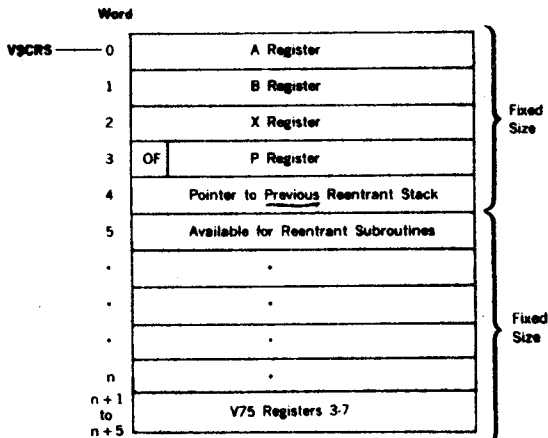 Word
V$CRS 0 A Register
1 B Register
2 X Register
Fixed
Size
3 OF P Register
4 Pointer to Previous Reentrant Stack
5 Available for Reentrant Subroutines
.
.
.
Fixed
Size
n
n + 1
to
n + 5
V75 Registers 3-7